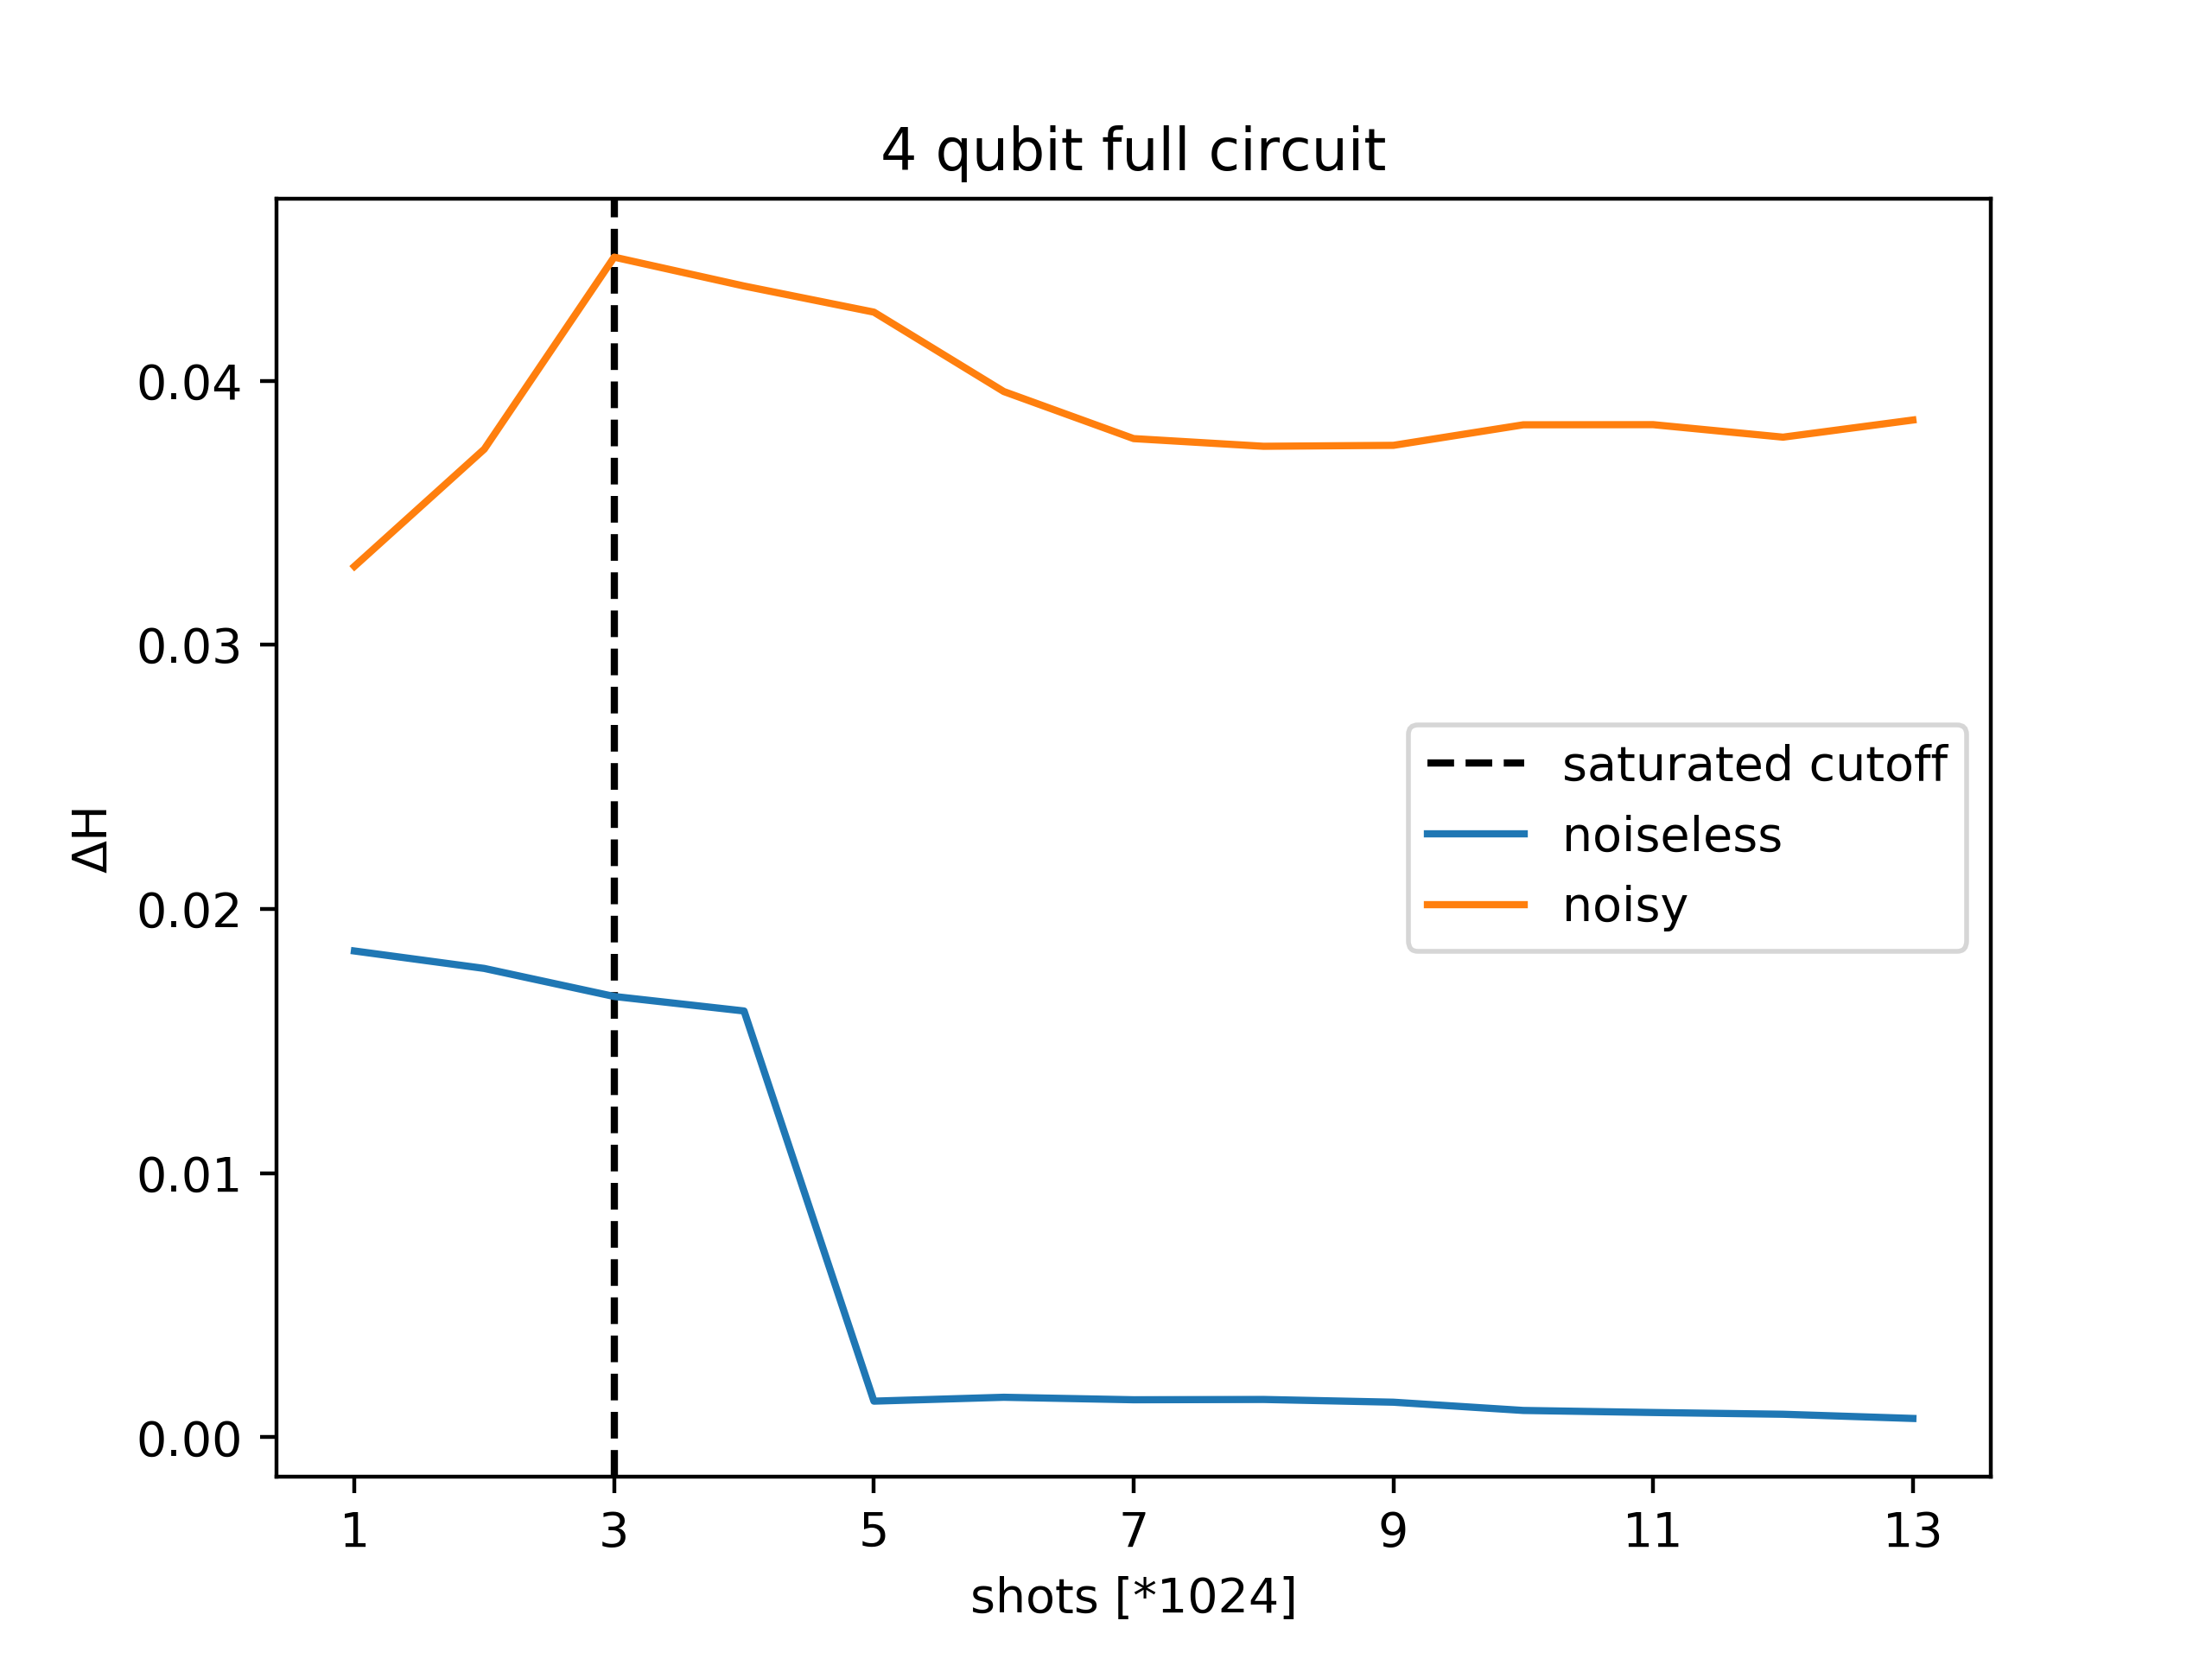 4 qubit full circuit
0.04
0.03
0.02
0.01
0.00
ΔH
saturated cutoff
noiseless
noisy
1 3 5 7 9 11 13
shots [*1024]